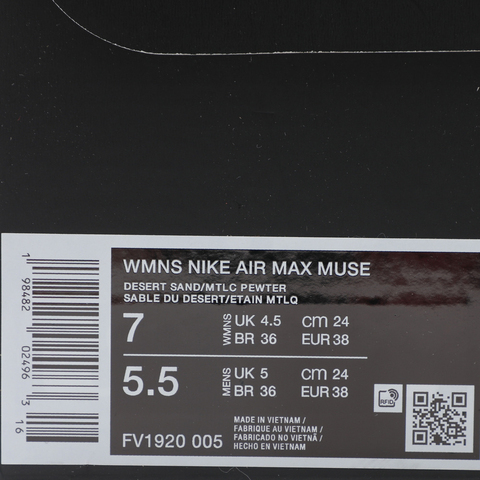 WMNS NIKE AIR MAX MUSE
DESERT SAND/MTLC PEWTER
SABLE DU DESERT/ETAIN MTLQ
7 WMNS UK 4.5 cm 24
BR 36 EUR 38
5.5 MENS UK 5 cm 24
BR 36 EUR 38
RFID
FV1920 005
MADE IN VIETNAM /
FABRIQUE AU VIETNAM /
FABRICADO NO VIETNÃ /
HECHO EN VIETNAM
1 98482 02496 3
16